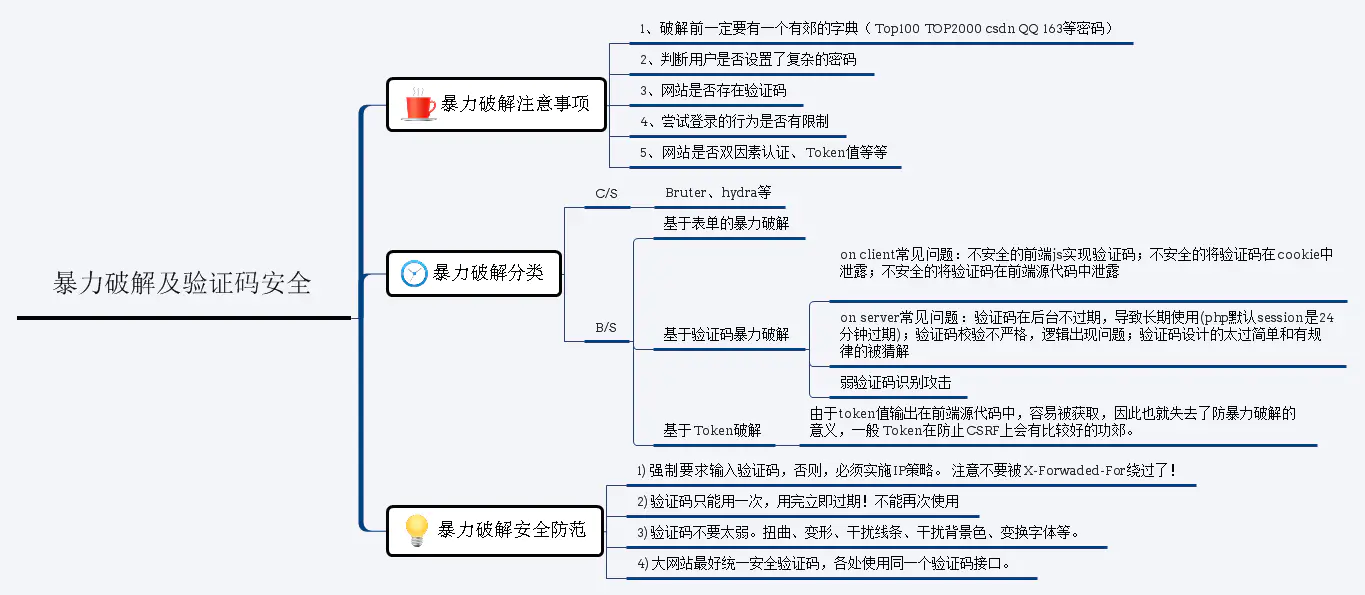 暴力破解及验证码安全
暴力破解注意事项
1、破解前一定要有一个有郊的字典（ Top100 TOP2000 csdn QQ 163等密码）
2、判断用户是否设置了复杂的密码
3、网站是否存在验证码
4、尝试登录的行为是否有限制
5、网站是否双因素认证、Token值等等
暴力破解分类
C/S
Bruter、hydra等
B/S
基于表单的暴力破解
基于验证码暴力破解
on client常见问题：不安全的前端js实现验证码；不安全的将验证码在cookie中
泄露；不安全的将验证码在前端源代码中泄露
on server常见问题：验证码在后台不过期，导致长期使用(php默认session是24
分钟过期)；验证码校验不严格，逻辑出现问题；验证码设计的太过简单和有规
律的被猜解
弱验证码识别攻击
基于Token破解
由于token值输出在前端源代码中，容易被获取，因此也就失去了防暴力破解的
意义，一般 Token在防止CSRF上会有比较好的功郊。
暴力破解安全防范
1) 强制要求输入验证码，否则，必须实施IP策略。 注意不要被X-Forwaded-For绕过了！
2) 验证码只能用一次，用完立即过期！不能再次使用
3) 验证码不要太弱。扭曲、变形、干扰线条、干扰背景色、变换字体等。
4) 大网站最好统一安全验证码，各处使用同一个验证码接口。